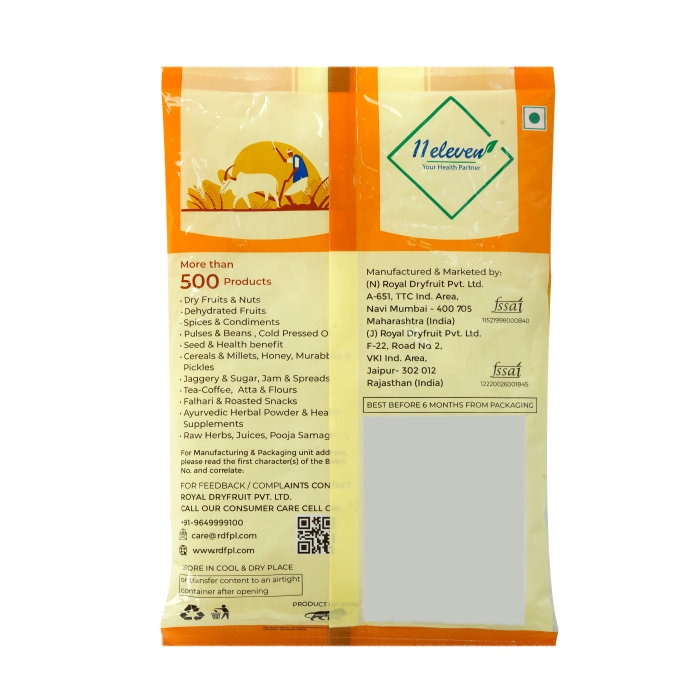 11 eleven
Your Health Partner
More than
500 Products
• Dry Fruits & Nuts
• Dehydrated Fruits
• Spices & Condiments
• Pulses & Beans , Cold Pressed O
• Seed & Health benefit
• Cereals & Millets, Honey, Murabb
Pickles
• Jaggery & Sugar, Jam & Spreads
• Tea-Coffee, Atta & Flours
• Falhari & Roasted Snacks
• Ayurvedic Herbal Powder & Hea
Supplements
• Raw Herbs, Juices, Pooja Samag
For Manufacturing & Packaging unit add
please read the first character(s) of the Ba
No. and correlate:
FOR FEEDBACK / COMPLAINTS CON
ROYAL DRYFRUIT PVT. LTD.
CALL OUR CONSUMER CARE CELL
+91-9649999100
care@rdfpl.com
www.rdfpl.com
TORE IN COOL & DRY PLACE
or transfer content to an airtight
container after opening
PRODUCT
Manufactured & Marketed by:
(N) Royal Dryfruit Pvt. Ltd.
A-651, TTC Ind. Area,
Navi Mumbai - 400 705
Maharashtra (India)
fssai
11521998000840
(J) Royal Dryfruit Pvt. Ltd.
F-22, Road No 2,
VKI Ind. Area,
Jaipur- 302 012
Rajasthan (India)
fssai
12220026001845
BEST BEFORE 6 MONTHS FROM PACKAGING